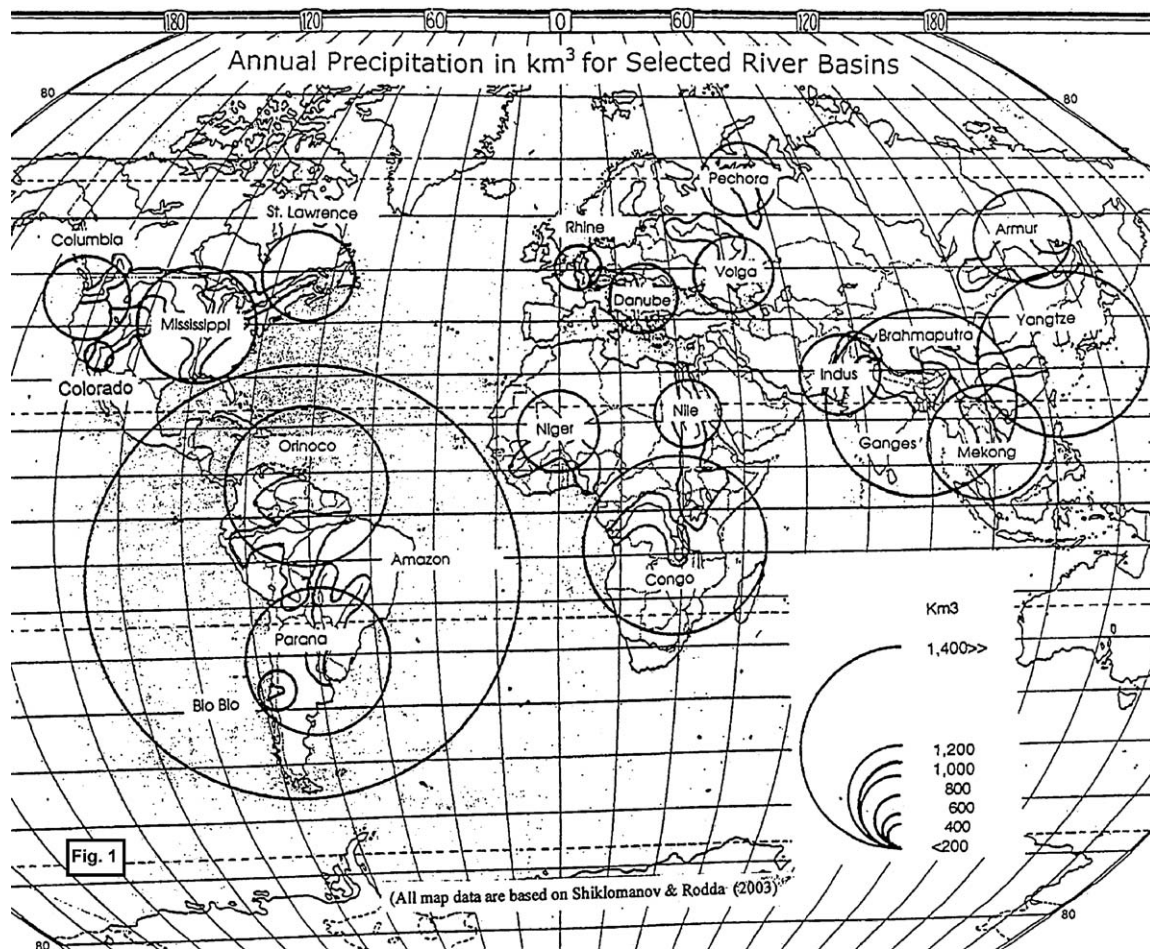 180 120 60 0 60 120 180
Annual Precipitation in km³ for Selected River Basins
80 80
Pechora
St. Lawrence
Rhine
Armur
Columbia
Volga
Danube
Mississippi
Yangtze
Brahmaputra
Indus
Colorado
Nile
Niger
Orinoco
Ganges
Mekong
Amazon
Congo
Km3
Parana
1,400>>
Bio Bio
1,200
1,000
800
600
400
<200
Fig. 1
(All map data are based on Shiklomanov & Rodda (2003)
80
80